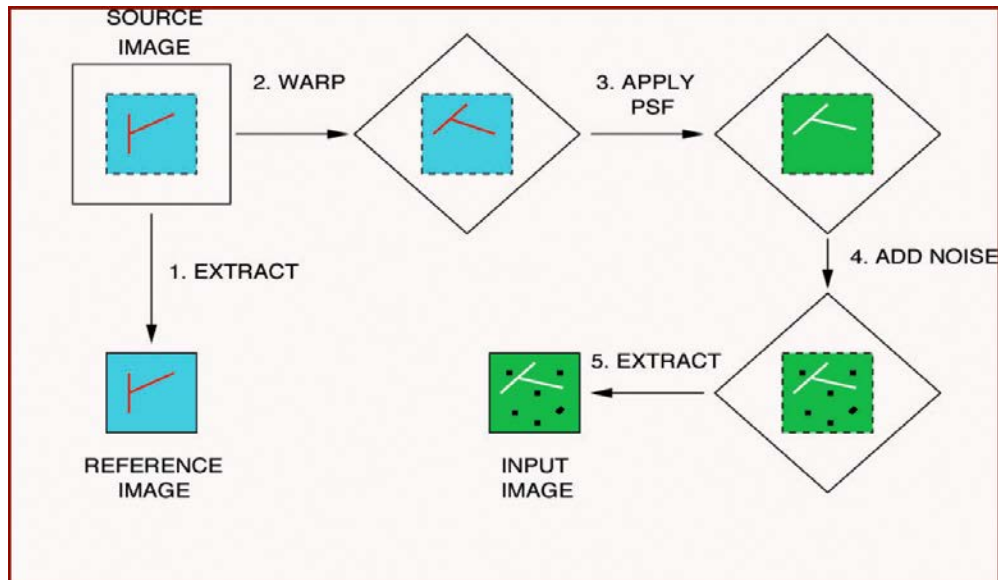 SOURCE
IMAGE
2. WARP
3. APPLY
PSF
1. EXTRACT
4. ADD NOISE
5. EXTRACT
REFERENCE
IMAGE
INPUT
IMAGE